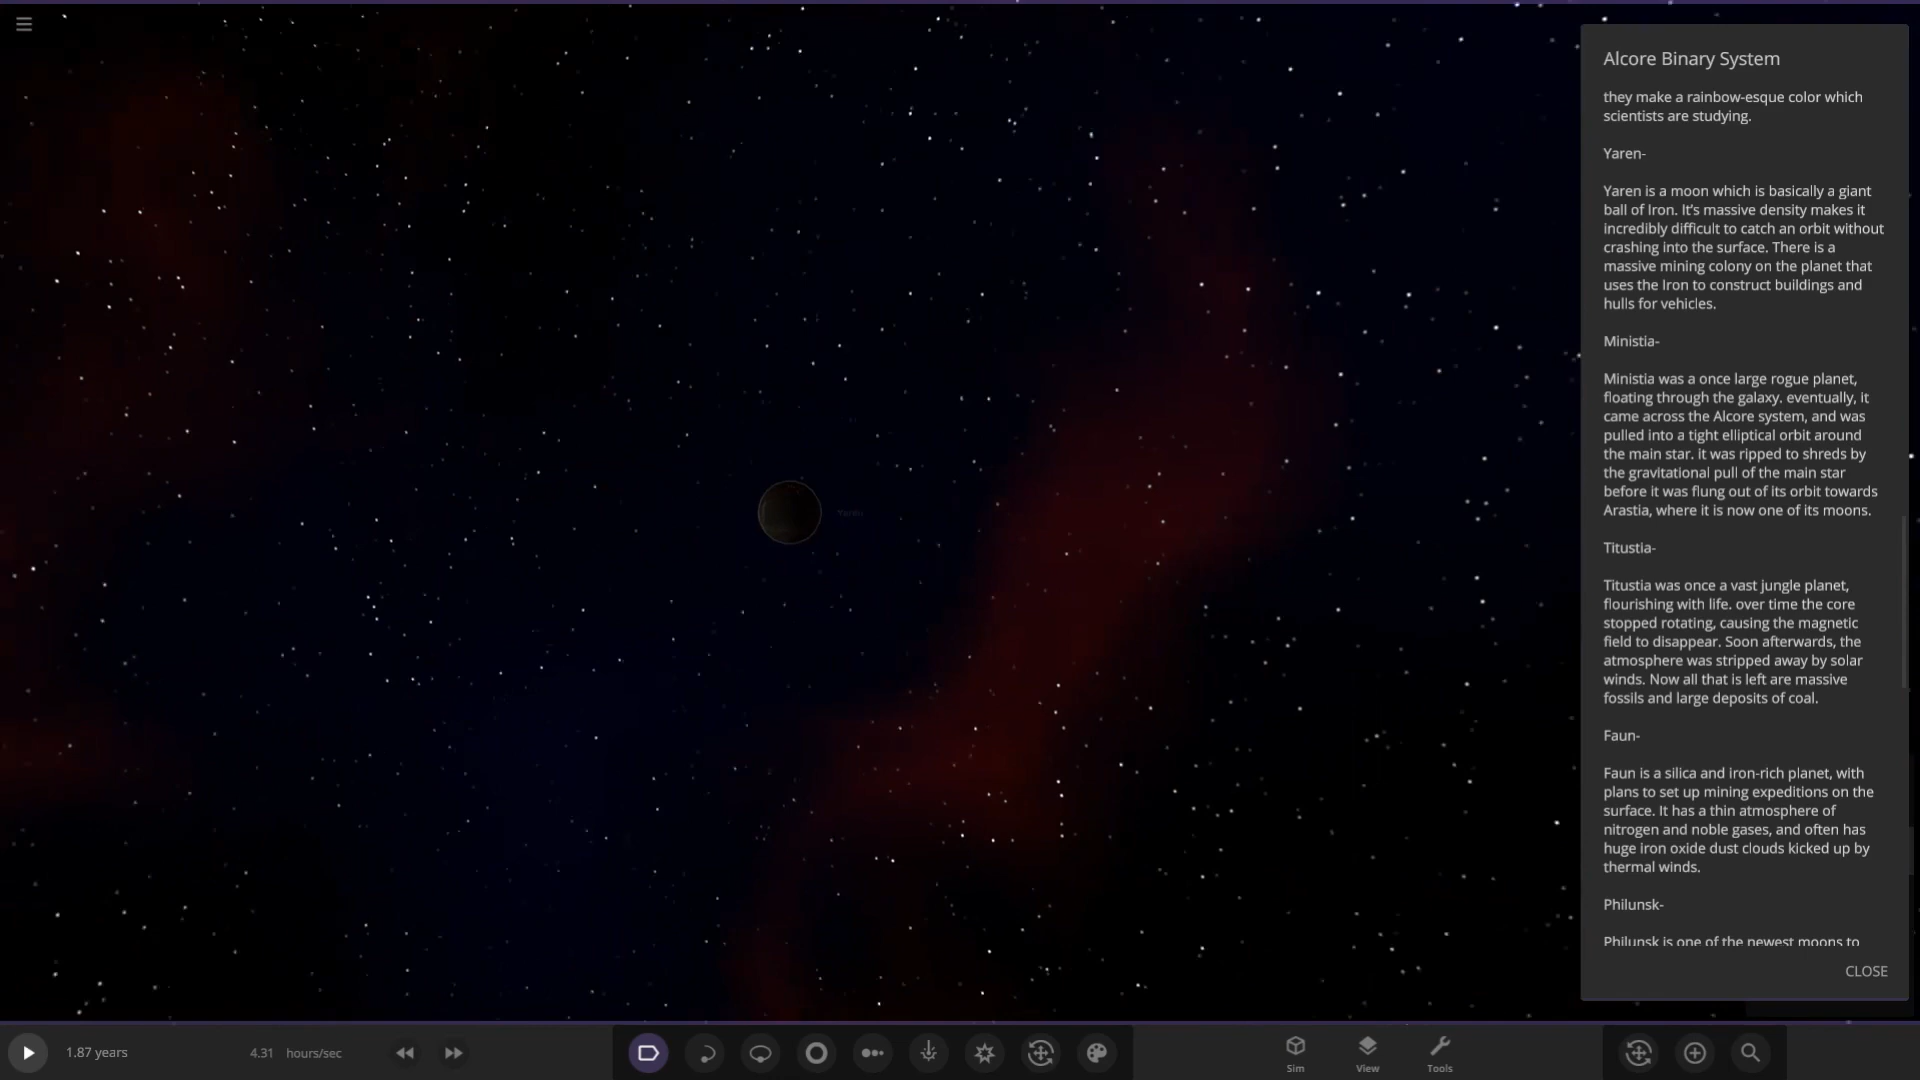 Alcore Binary System
they make a rainbow-esque color which
scientists are studying.
Yaren-
Yaren is a moon which is basically a giant
ball of Iron. It's massive density makes it
incredibly difficult to catch an orbit without
crashing into the surface. There is a
massive mining colony on the planet that
uses the Iron to construct buildings and
hulls for vehicles.
Ministia-
Ministia was a once large rogue planet,
floating through the galaxy. eventually, it
came across the Alcore system, and was
pulled into a tight elliptical orbit around
the main star. it was ripped to shreds by
the gravitational pull of the main star
before it was flung out of its orbit towards
Arastia, where it is now one of its moons.
Titustia-
Titustia was once a vast jungle planet,
flourishing with life. over time the core
stopped rotating, causing the magnetic
field to disappear. Soon afterwards, the
atmosphere was stripped away by solar
winds. Now all that is left are massive
fossils and large deposits of coal.
Faun-
Faun is a silica and iron-rich planet, with
plans to set up mining expeditions on the
surface. It has a thin atmosphere of
nitrogen and noble gases, and often has
huge iron oxide dust clouds kicked up by
thermal winds.
Philunsk-
Philunsk is one of the newest moons to
CLOSE
1.87 years
4.31 hours/sec
Sim
View
Tools